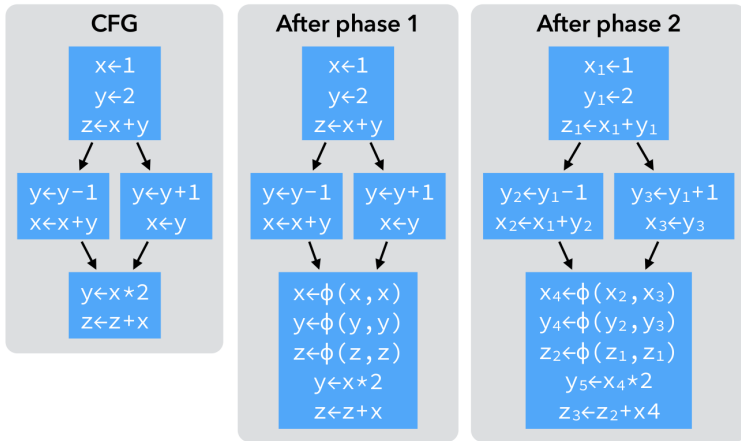 CFG
x←1
y←2
z←x+y
y←y-1
x←x+y
y←y+1
x←y
y←x*2
z←z+x
After phase 1
x←1
y←2
z←x+y
y←y-1
x←x+y
y←y+1
x←y
x←ϕ(x,x)
y←ϕ(y,y)
z←ϕ(z,z)
y←x*2
z←z+x
After phase 2
x₁←1
y₁←2
z₁←x₁+y₁
y₂←y₁-1
x₂←x₁+y₂
y₃←y₁+1
x₃←y₃
x₄←ϕ(x₂,x₃)
y₄←ϕ(y₂,y₃)
z₂←ϕ(z₁,z₁)
y₅←x₄*2
z₃←z₂+x4